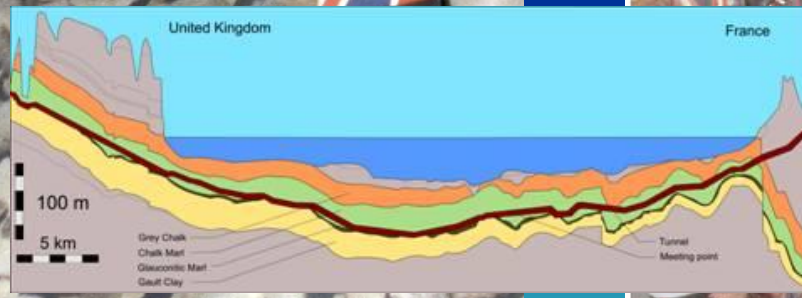 United Kingdom
France
100 m
5 km
Grey Chalk
Chalk Marl
Glauconitic Marl
Gault Clay
Tunnel
Meeting point